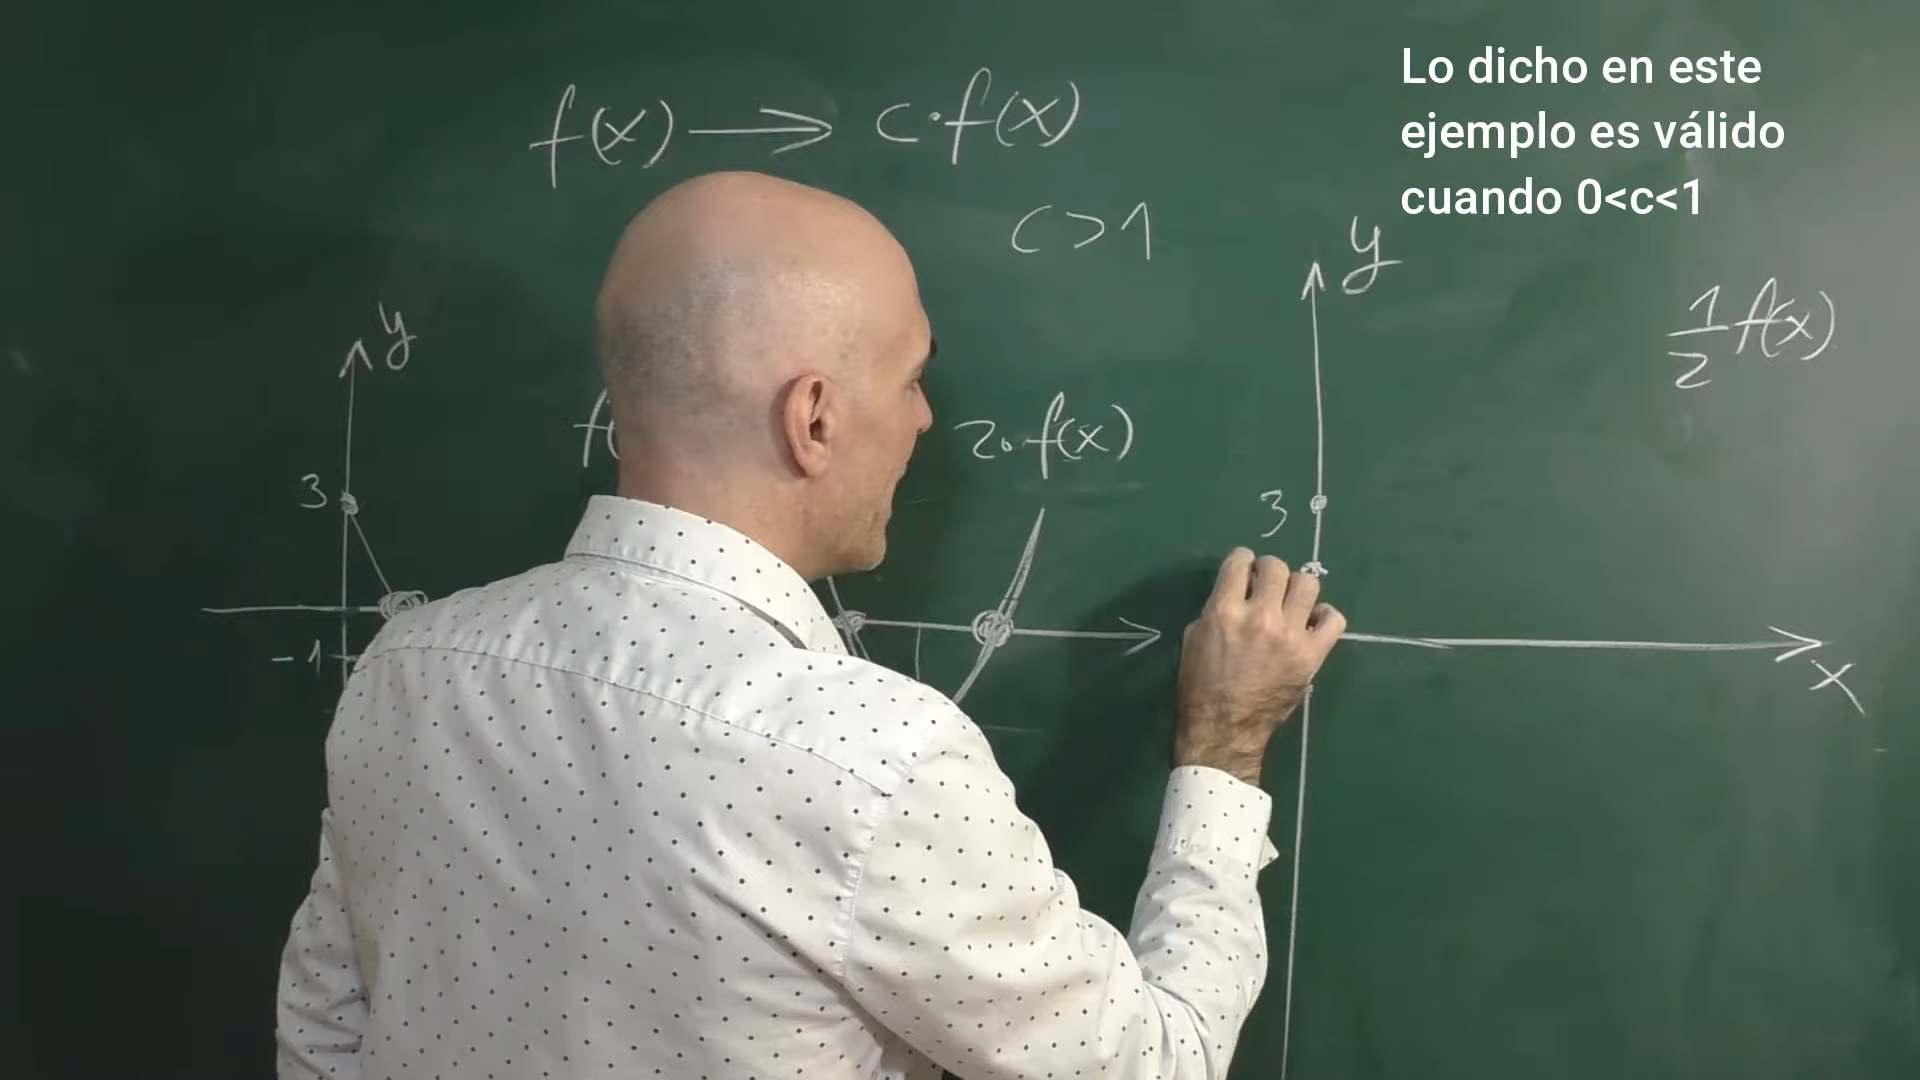 Lo dicho en este
ejemplo es válido
cuando 0<c<1
f(x) → c·f(x)
c>1
y
3
-1
f(
2·f(x)
y
3
x
1/2 f(x)